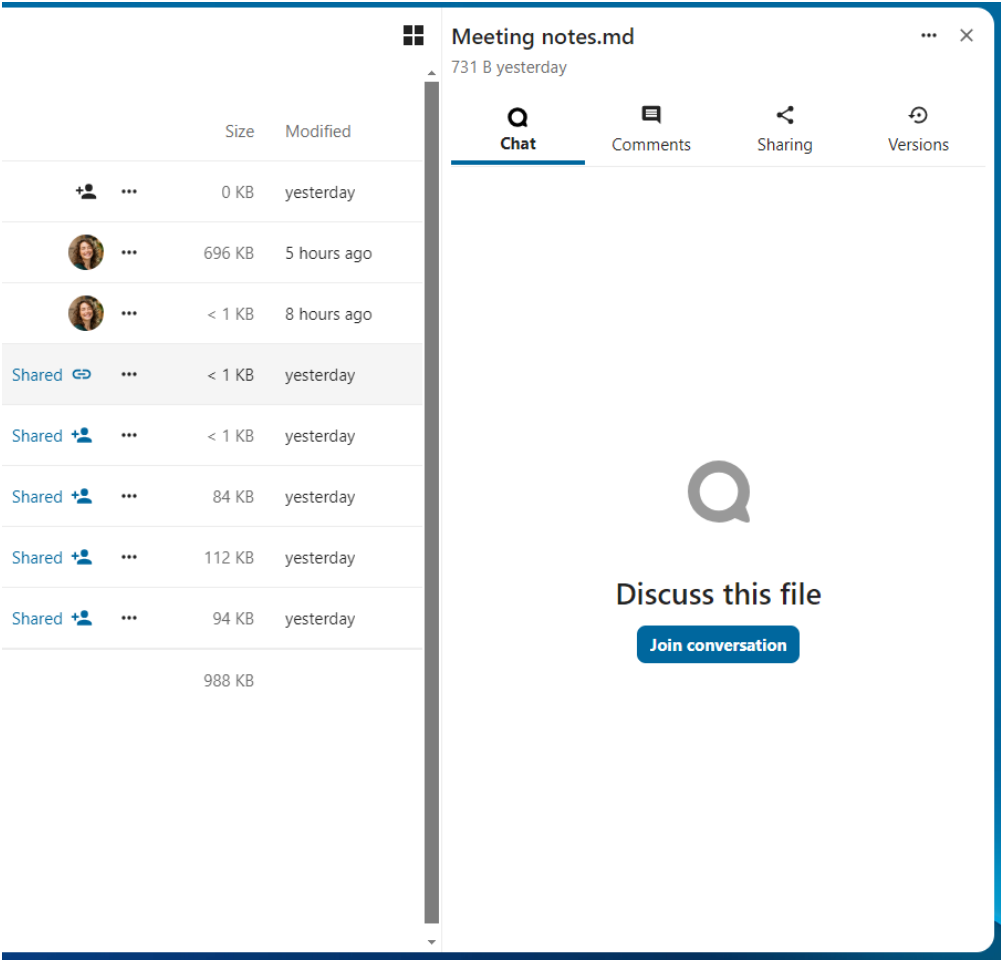 Meeting notes.md
731 B yesterday
Chat Comments Sharing Versions
Size Modified
0 KB yesterday
696 KB 5 hours ago
< 1 KB 8 hours ago
Shared < 1 KB yesterday
Shared < 1 KB yesterday
Shared 84 KB yesterday
Shared 112 KB yesterday
Shared 94 KB yesterday
988 KB
Discuss this file
Join conversation